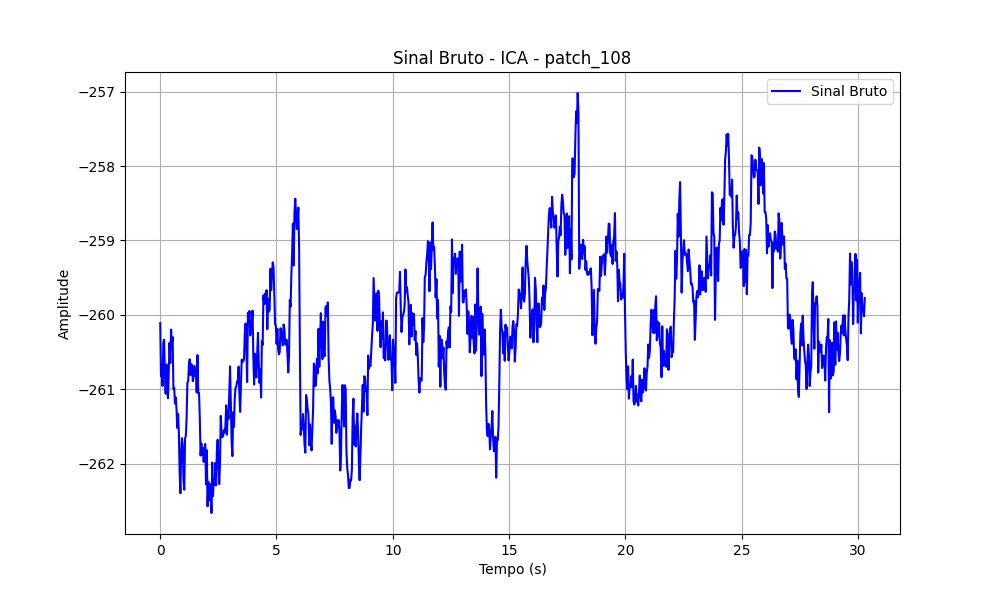 Sinal Bruto - ICA - patch_108
Sinal Bruto
−257
−258
−259
−260
−261
−262
Amplitude
0 5 10 15 20 25 30
Tempo (s)